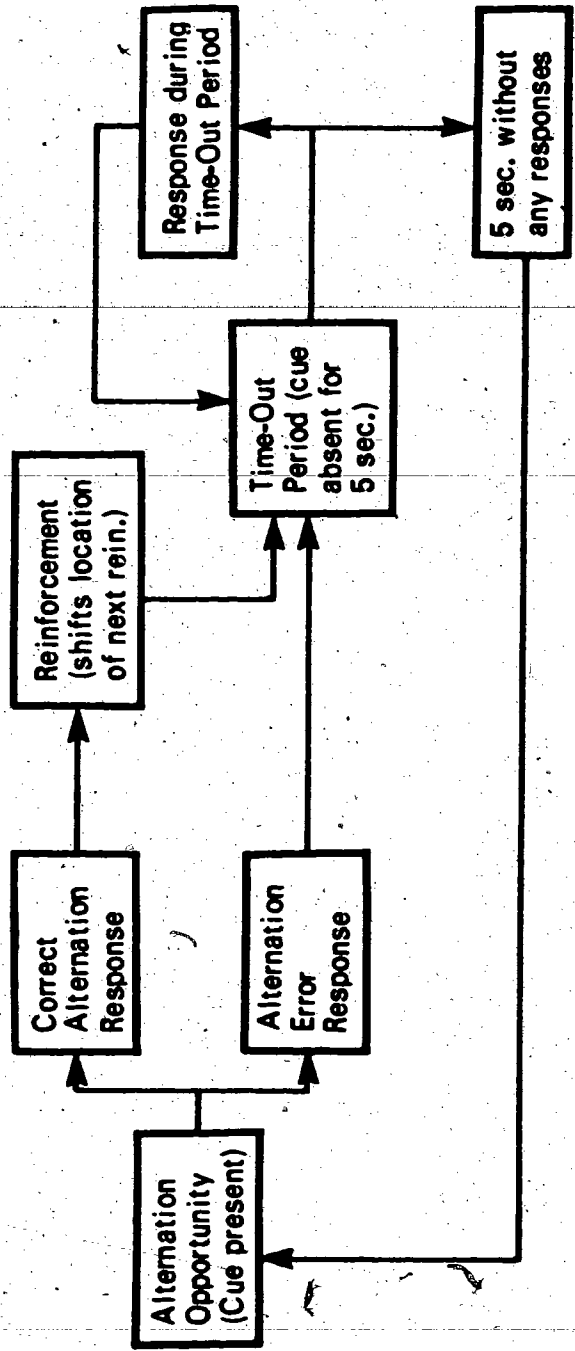 Alternation
Opportunity
(Cue present)
Correct
Alternation
Response
Alternation
Error
Response
Reinforcement
(shifts location
of next rein.)
Time-Out
Period (cue
absent for
5 sec.)
Response during
Time-Out Period
5 sec. without
any responses